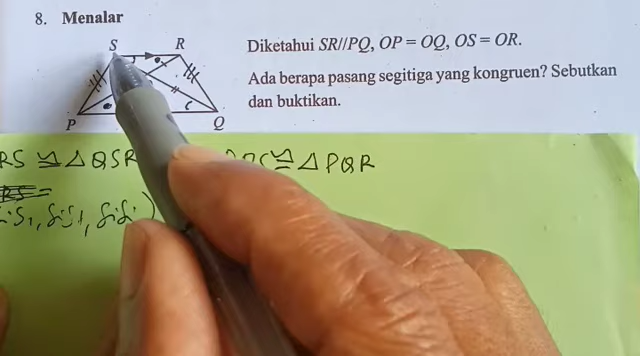 8. Menalar
S R
Diketahui SR//PQ, OP = OQ, OS = OR.
Ada berapa pasang segitiga yang kongruen? Sebutkan
dan buktikan.
P Q
RS ≅ △ QSR ≅ △ PQR